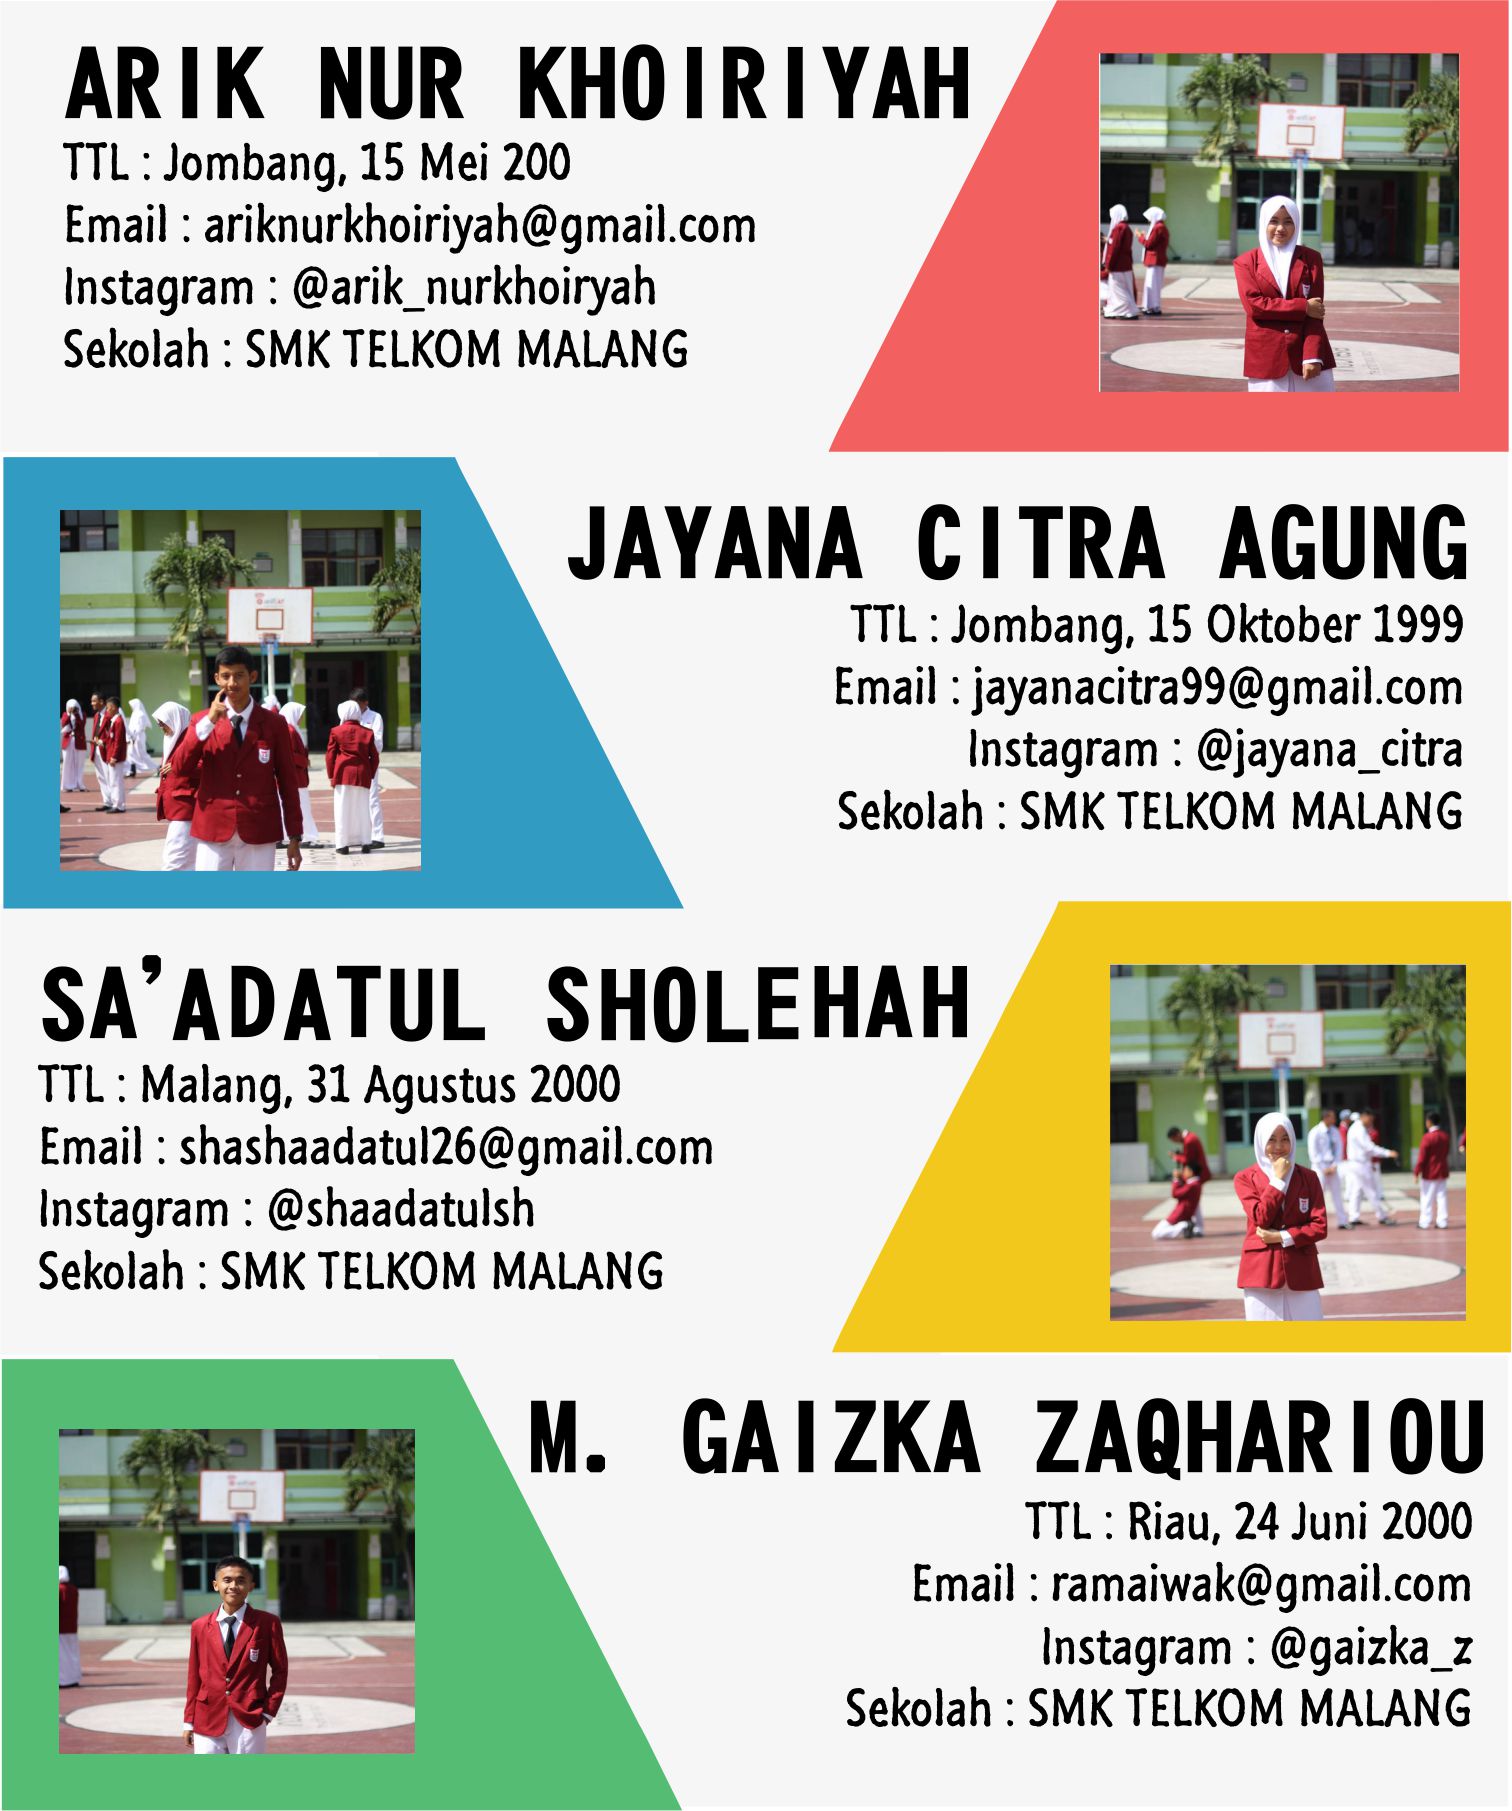 ARIK NUR KHOIRIYAH
TTL : Jombang, 15 Mei 200
Email : ariknurkhoiriyah@gmail.com
Instagram : @arik_nurkhoiryah
Sekolah : SMK TELKOM MALANG
JAYANA CITRA AGUNG
TTL : Jombang, 15 Oktober 1999
Email : jayanacitra99@gmail.com
Instagram : @jayana_citra
Sekolah : SMK TELKOM MALANG
SA'ADATUL SHOLEHAH
TTL : Malang, 31 Agustus 2000
Email : shashaadatul26@gmail.com
Instagram : @shaadatulsh
Sekolah : SMK TELKOM MALANG
M. GAIZKA ZAQHARIOU
TTL : Riau, 24 Juni 2000
Email : ramaiwak@gmail.com
Instagram : @gaizka_z
Sekolah : SMK TELKOM MALANG